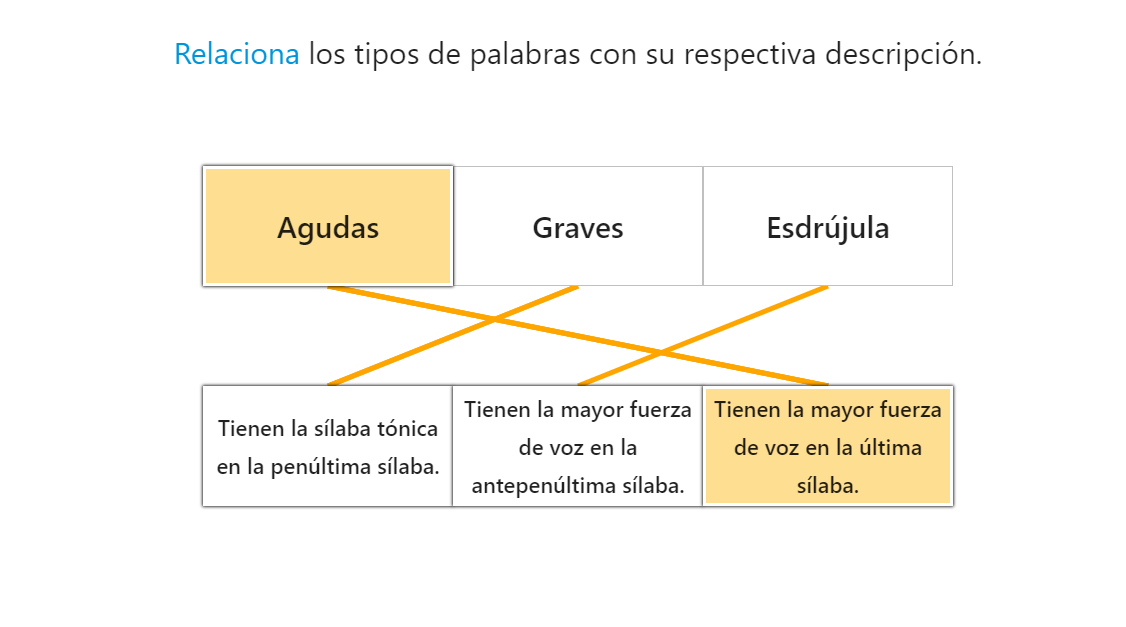 Relaciona los tipos de palabras con su respectiva descripción.
Agudas
Graves
Esdrújula
Tienen la sílaba tónica
en la penúltima sílaba.
Tienen la mayor fuerza
de voz en la
antepenúltima sílaba.
Tienen la mayor fuerza
de voz en la última
sílaba.